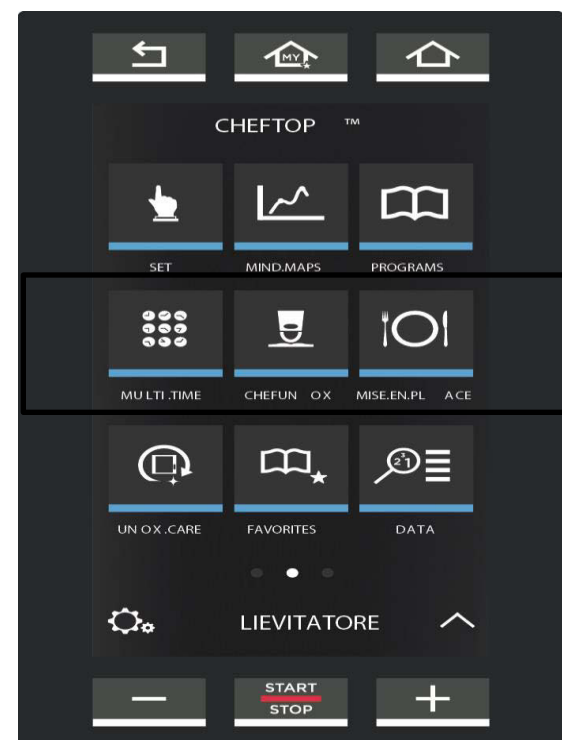 MY
CHEFTOP ™
SET MIND.MAPS PROGRAMS
MU LTI .TIME CHEFUN OX MISE.EN.PL ACE
321
UN OX .CARE FAVORITES DATA
LIEVITATORE
START
STOP